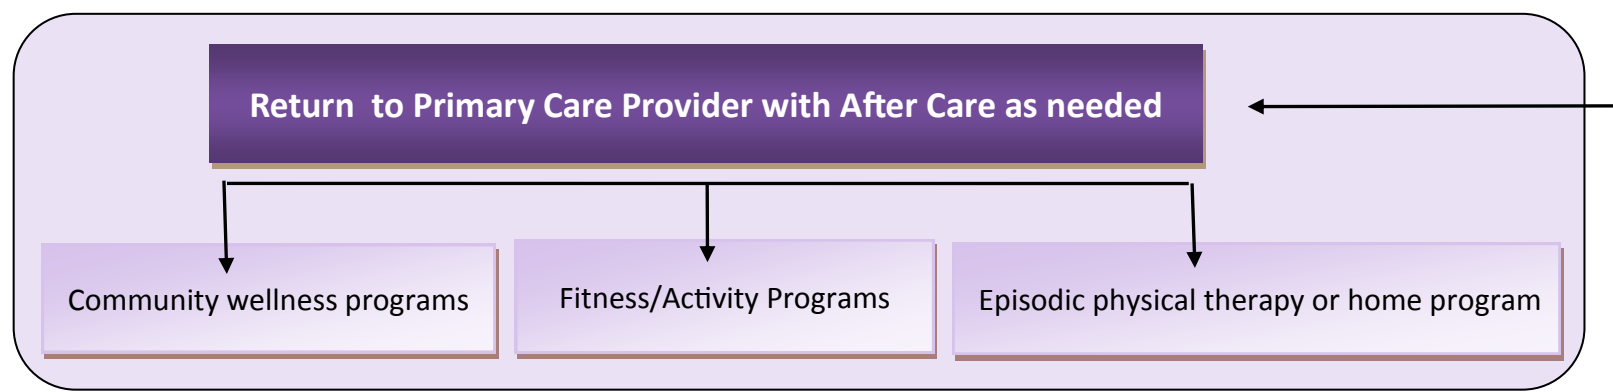 Return to Primary Care Provider with After Care as needed
Community wellness programs
Fitness/Activity Programs
Episodic physical therapy or home program